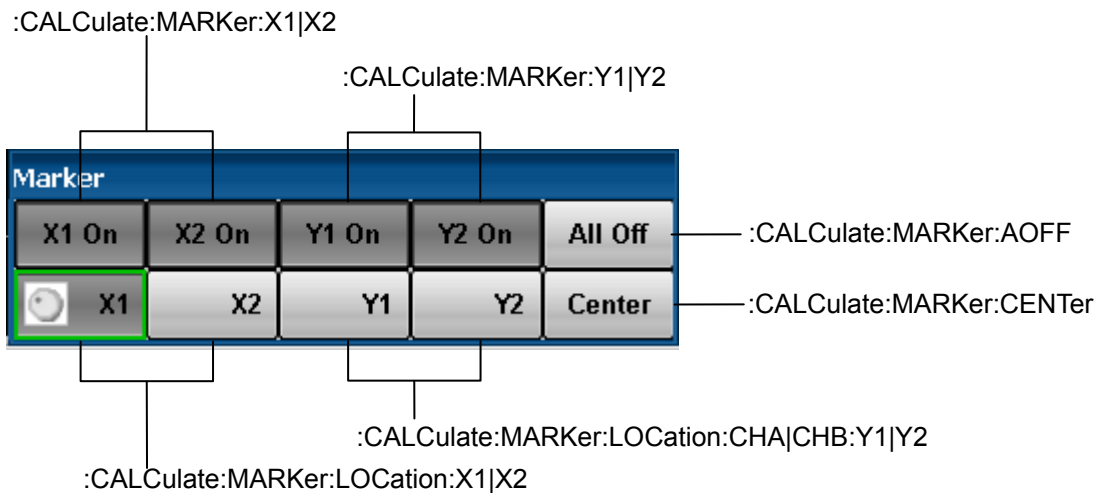 :CALCulate:MARKer:X1|X2
:CALCulate:MARKer:Y1|Y2
Marker
X1 On X2 On Y1 On Y2 On All Off
:CALCulate:MARKer:AOFF
X1 X2 Y1 Y2 Center
:CALCulate:MARKer:CENTer
:CALCulate:MARKer:LOCation:CHA|CHB:Y1|Y2
:CALCulate:MARKer:LOCation:X1|X2